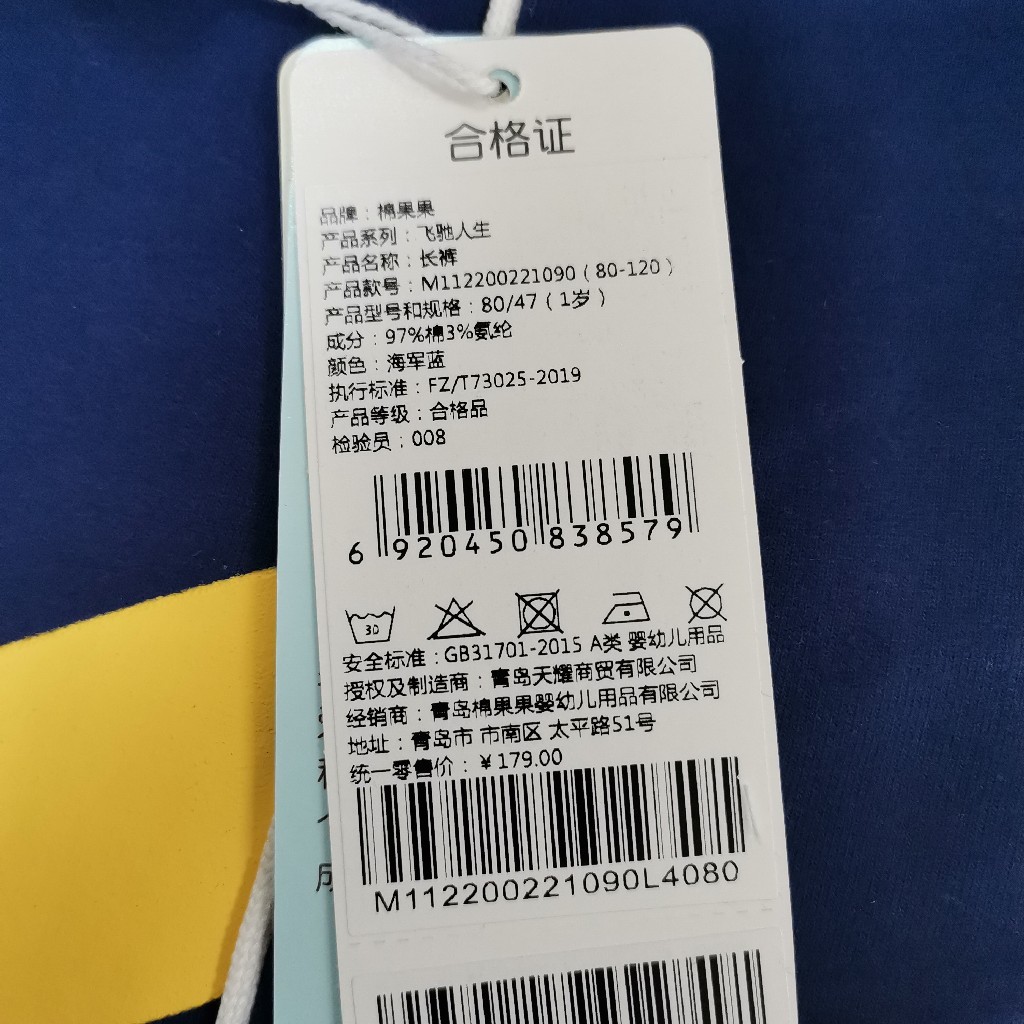 合格证
品牌：棉果果
产品系列：飞驰人生
产品名称：长裤
产品款号：M112200221090（80-120）
产品型号和规格：80/47（1岁）
成分：97%棉3%氨纶
颜色：海军蓝
执行标准：FZ/T73025-2019
产品等级：合格品
检验员：008
6 920450 838579
30
安全标准：GB31701-2015 A类 婴幼儿用品
授权及制造商：青岛天耀商贸有限公司
经销商：青岛棉果果婴幼儿用品有限公司
地址：青岛市 市南区 太平路51号
统一零售价：￥179.00
M112200221090L4080